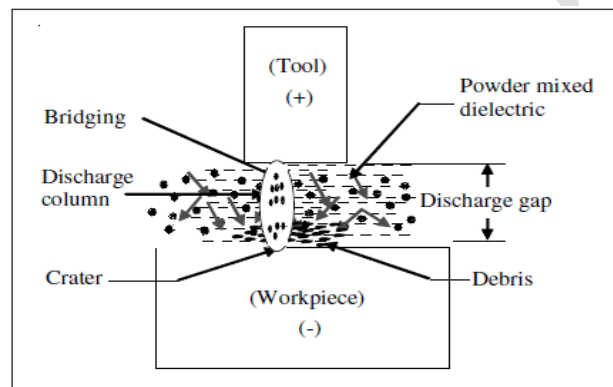 (Tool)
(+)
Powder mixed
dielectric
Bridging
Discharge
column
Discharge gap
Crater
Debris
(Workpiece)
(-)